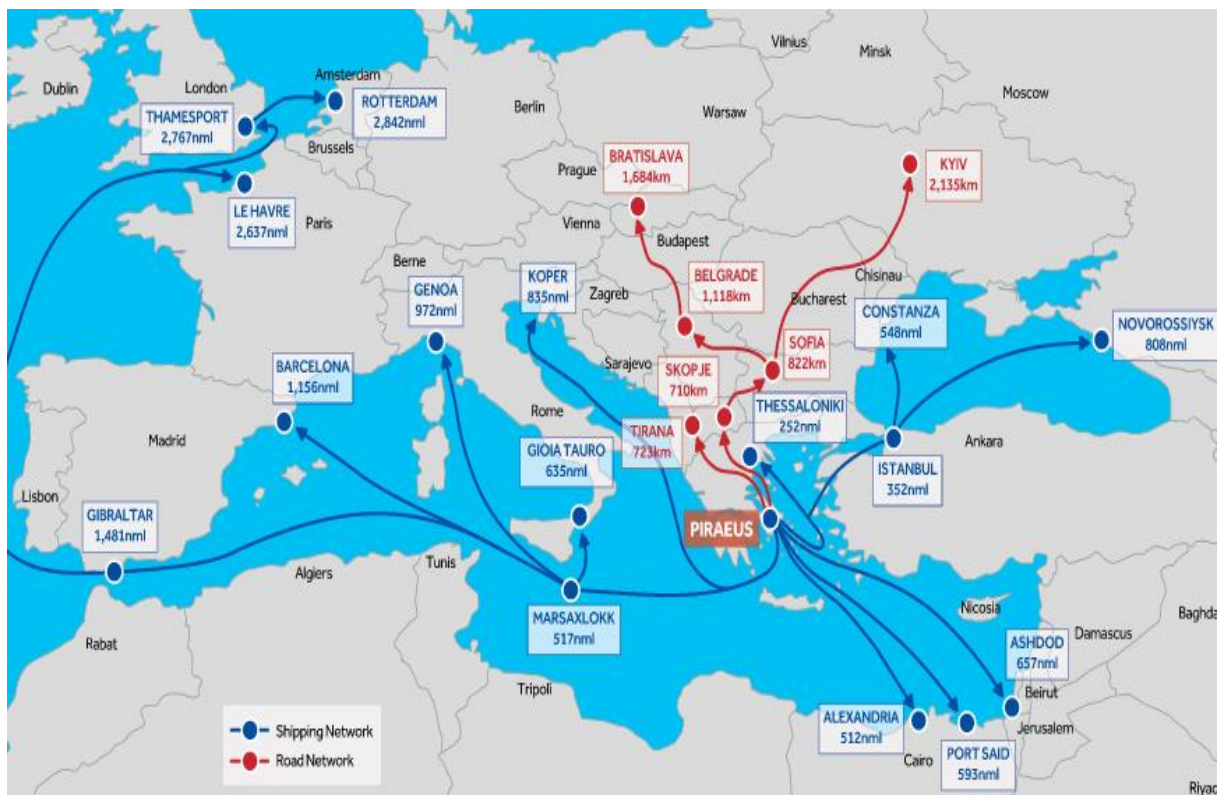 Vilnius
Minsk
Dublin
London
Amsterdam
Moscow
THAMESPORT
2,767nml
ROTTERDAM
2,842nml
Berlin
Warsaw
Brussels
BRATISLAVA
1,684km
KYIV
2,135km
Prague
LE HAVRE
2,637nml
Paris
Vienna
Budapest
Berne
GENOA
972nml
KOPER
835nml
Zagreb
BELGRADE
1,118km
Chisinau
Bucharest
CONSTANZA
548nml
NOVOROSSIYSK
808nml
BARCELONA
1,156nml
Sarajevo
SKOPJE
710km
SOFIA
822km
Rome
THESSALONIKI
252nml
Madrid
TIRANA
723km
Ankara
GIOIA TAURO
635nml
ISTANBUL
352nml
Lisbon
GIBRALTAR
1,481nml
PIRAEUS
Algiers
Tunis
MARSAXLOKK
517nml
Nicosia
Baghda
Rabat
Damascus
ASHDOD
657nml
Tripoli
Beirut
ALEXANDRIA
512nml
Jerusalem
Cairo
PORT SAID
593nml
Riyac
Shipping Network
Road Network